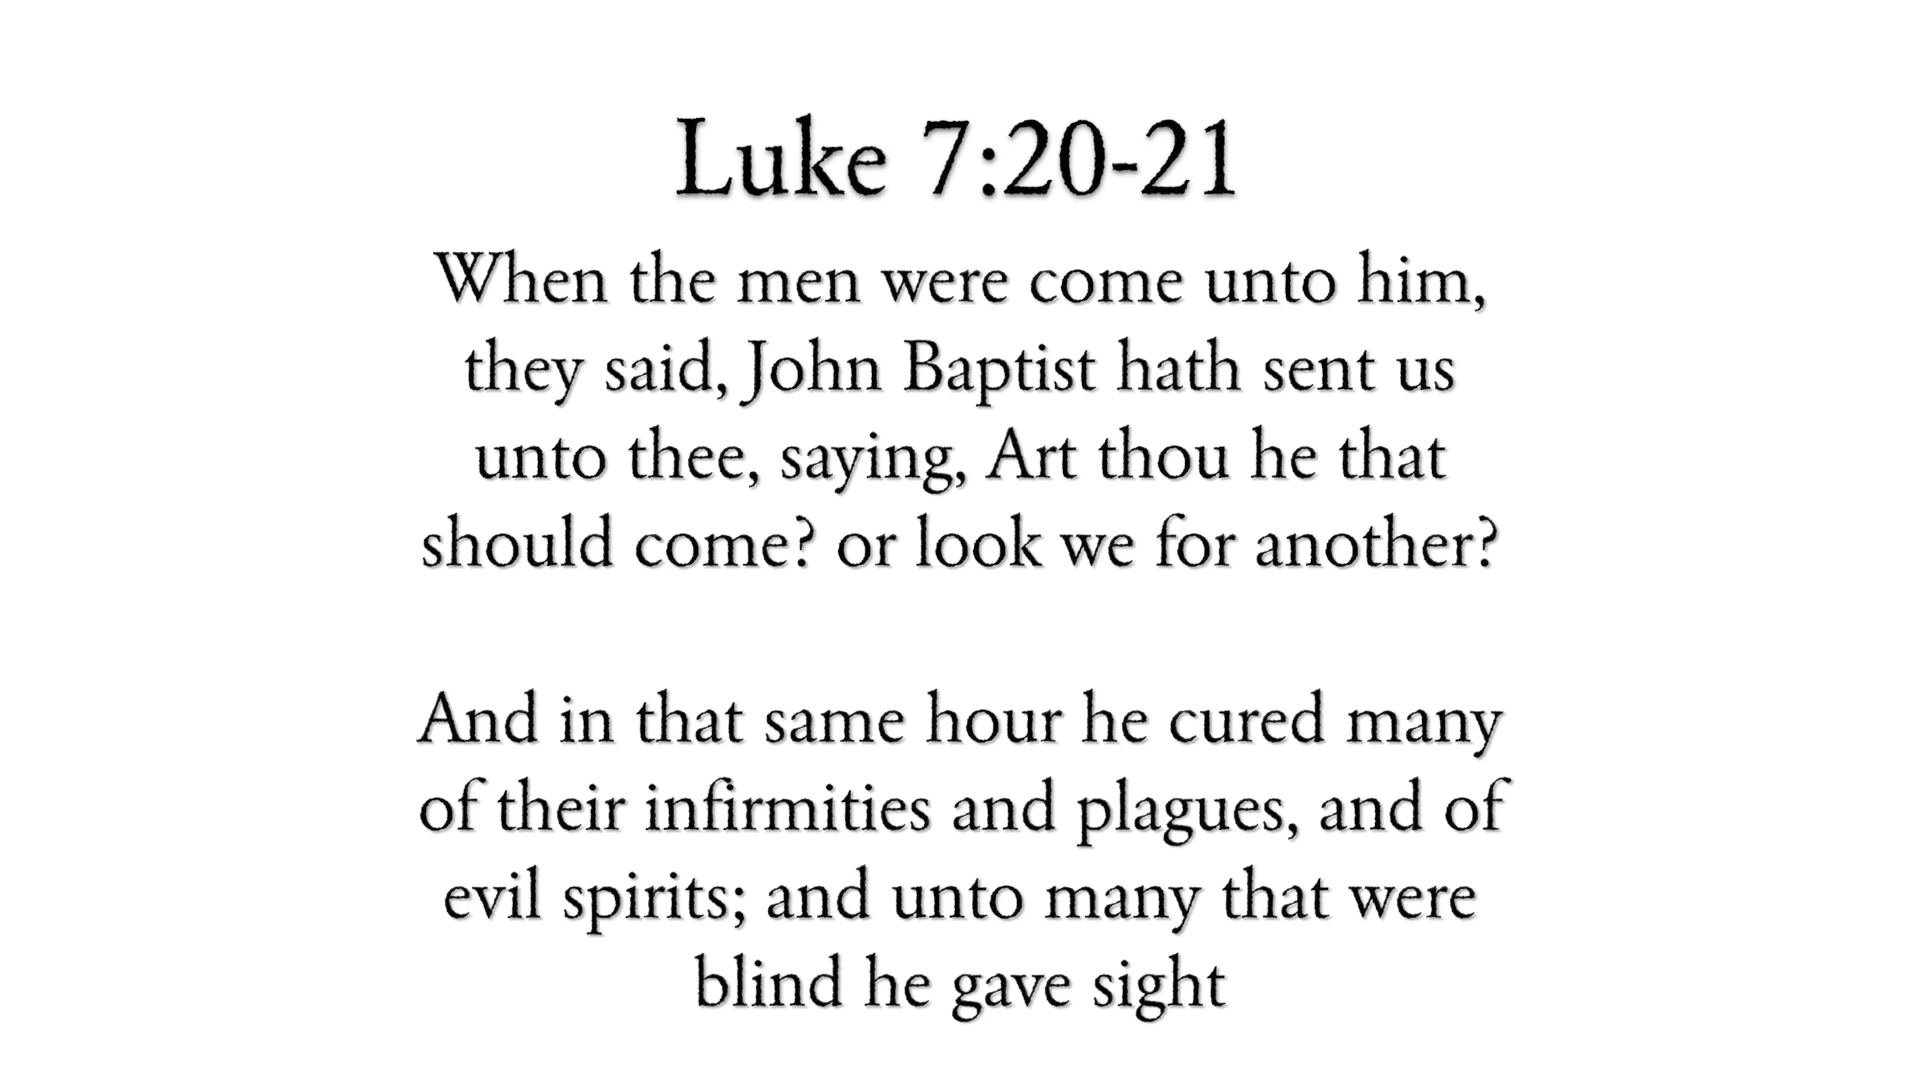 Luke 7:20-21
When the men were come unto him,
they said, John Baptist hath sent us
unto thee, saying, Art thou he that
should come? or look we for another?
And in that same hour he cured many
of their infirmities and plagues, and of
evil spirits; and unto many that were
blind he gave sight